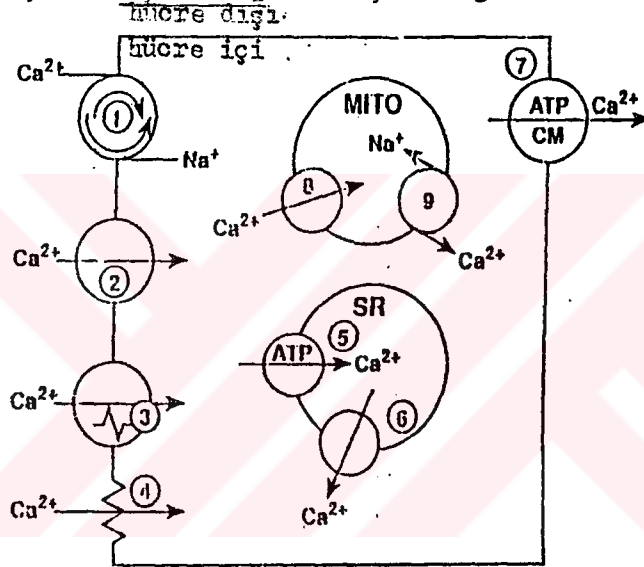 hücre dışı
hücre içi
Ca²⁺
1
Na⁺
Ca²⁺
2
Ca²⁺
3
Ca²⁺
4
MITO
Na⁺
8
9
Ca²⁺
Ca²⁺
SR
5
ATP
Ca²⁺
6
Ca²⁺
7
ATP
CM
Ca²⁺